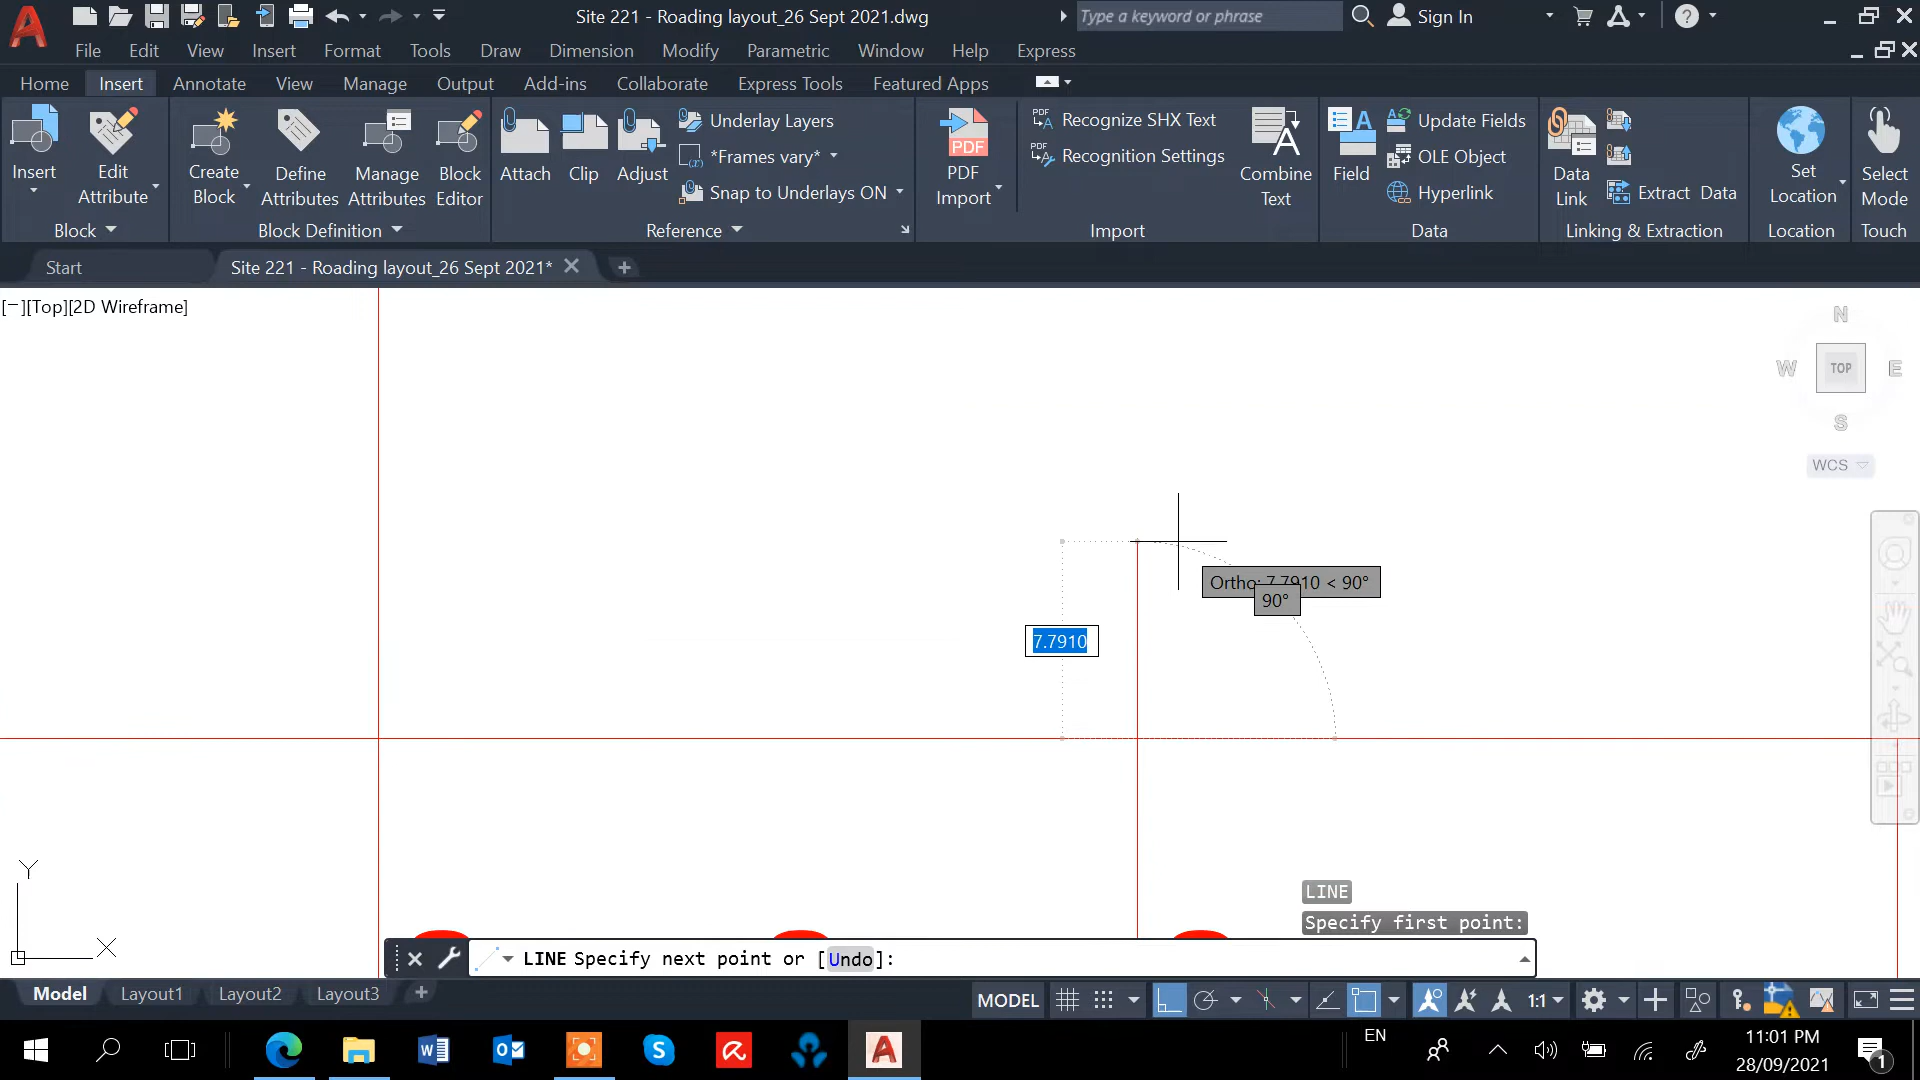 Site 221 - Roading layout_26 Sept 2021.dwg
Type a keyword or phrase
Sign In
File Edit View Insert Format Tools Draw Dimension Modify Parametric Window Help Express
Home Insert Annotate View Manage Output Add-ins Collaborate Express Tools Featured Apps
Insert
Edit Attribute
Block
Create Block
Define Attributes
Manage Attributes
Block Editor
Block Definition
Attach
Clip
Adjust
Underlay Layers
*Frames vary*
Snap to Underlays ON
Reference
PDF
PDF Import
Recognize SHX Text
Recognition Settings
Combine Text
Import
Field
Update Fields
OLE Object
Hyperlink
Data
Data Link
Extract Data
Linking & Extraction
Set Location
Location
Select Mode
Touch
Start
Site 221 - Roading layout_26 Sept 2021*
[−][Top][2D Wireframe]
N
W TOP E
S
WCS
Ortho: 7.7910 < 90°
90°
7.7910
Y
X
LINE
Specify first point:
LINE Specify next point or [Undo]:
Model Layout1 Layout2 Layout3
MODEL
1:1
EN
11:01 PM
28/09/2021
1